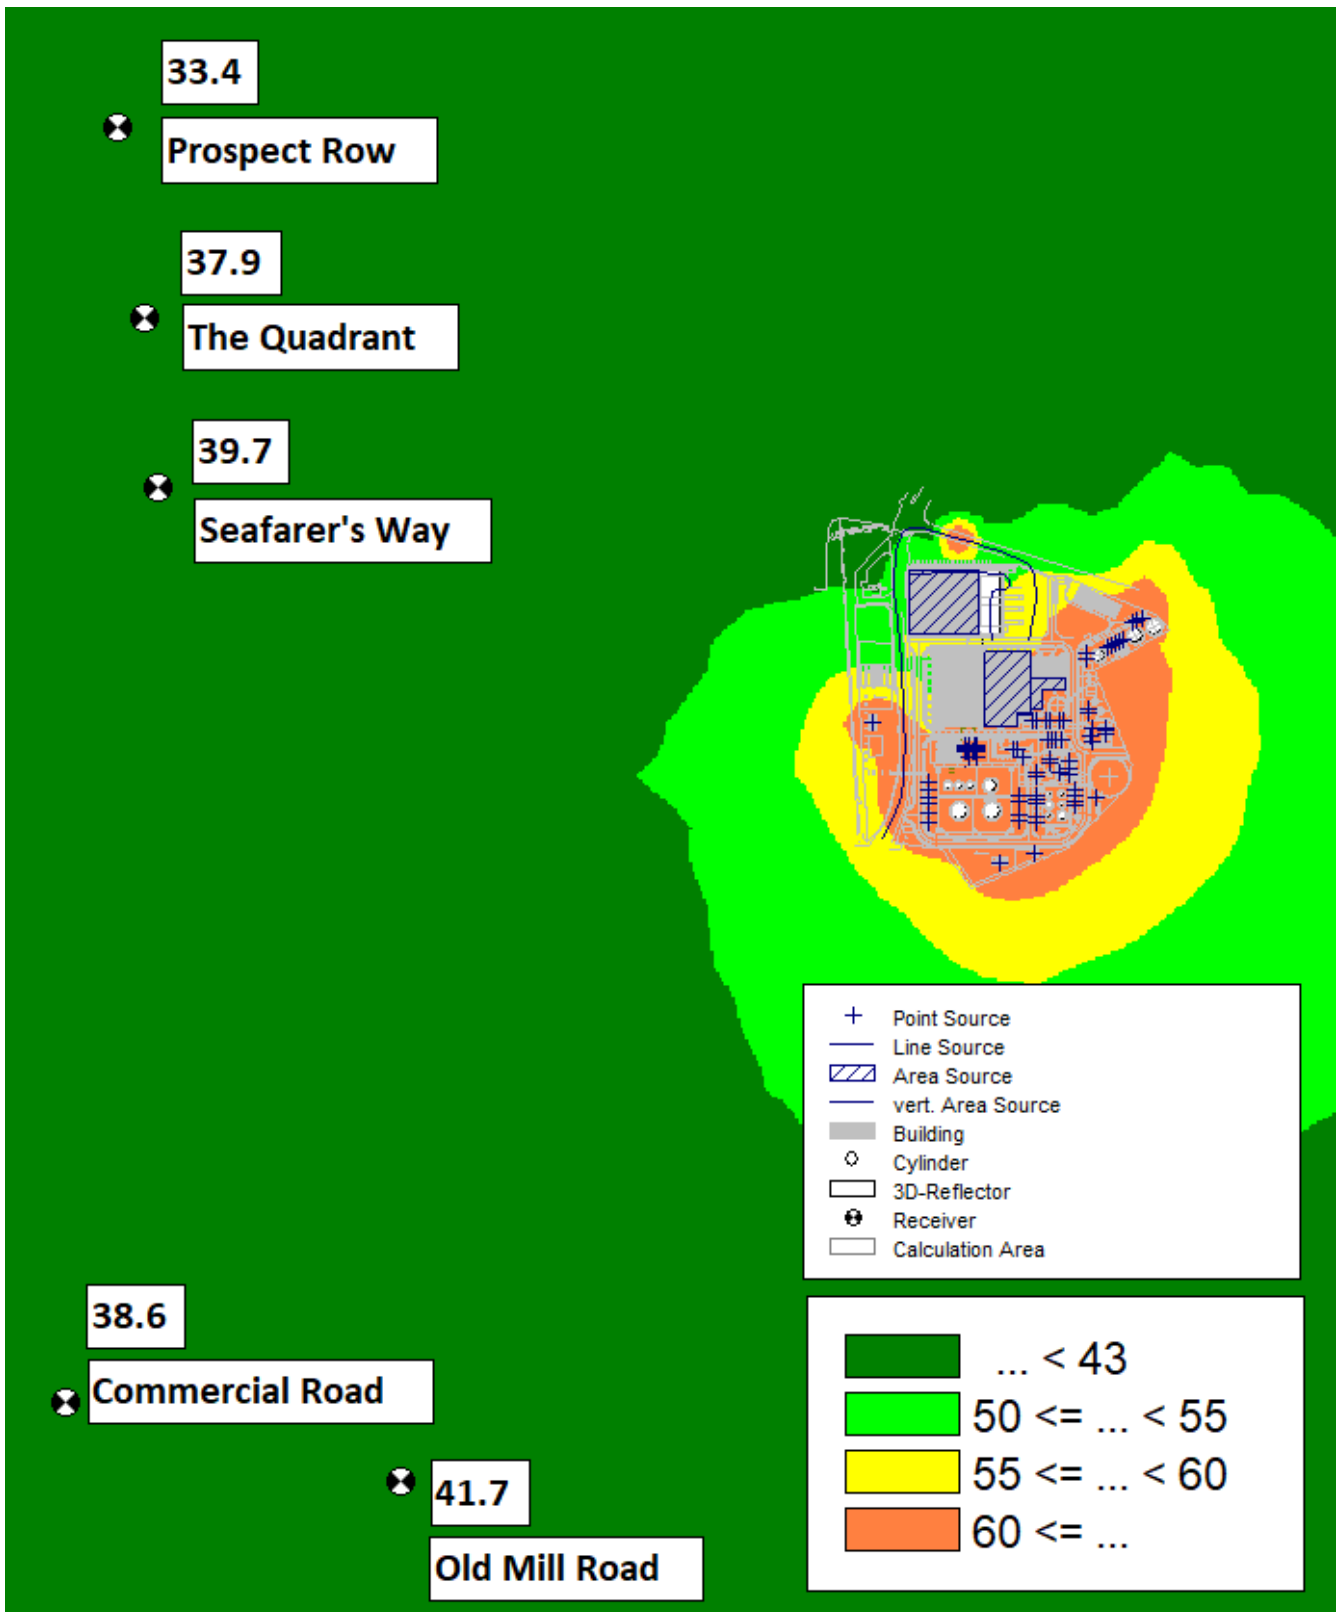 33.4
Prospect Row
37.9
The Quadrant
39.7
Seafarer's Way
Point Source
Line Source
Area Source
vert. Area Source
Building
Cylinder
3D-Reflector
Receiver
Calculation Area
38.6
Commercial Road
41.7
Old Mill Road
... < 43
50 <= ... < 55
55 <= ... < 60
60 <= ...